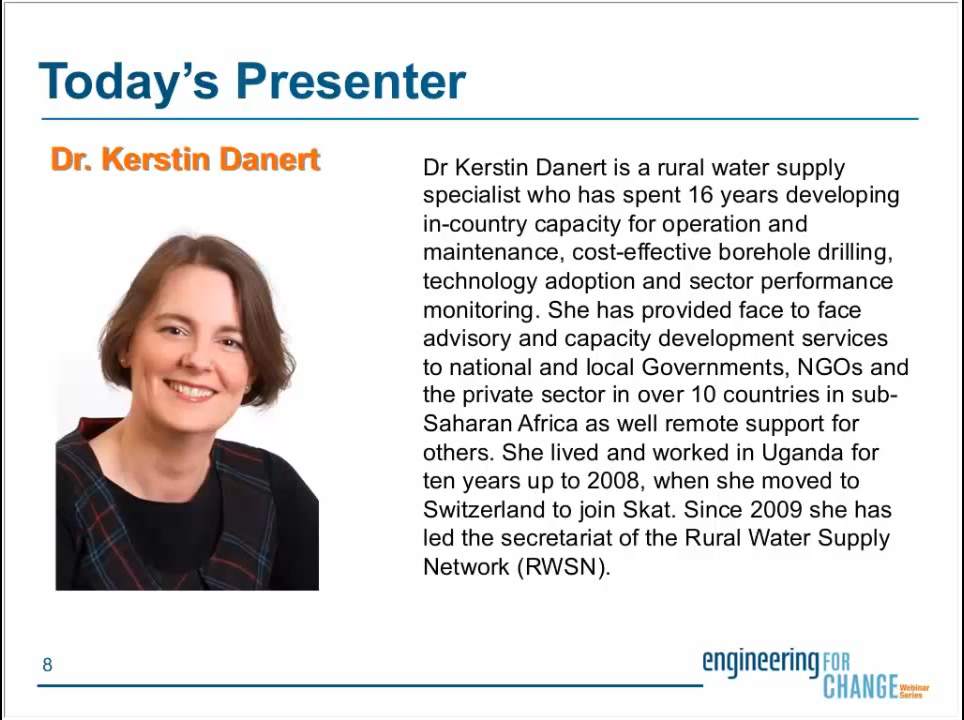 Today’s Presenter
Dr. Kerstin Danert
Dr Kerstin Danert is a rural water supply
specialist who has spent 16 years developing
in-country capacity for operation and
maintenance, cost-effective borehole drilling,
technology adoption and sector performance
monitoring. She has provided face to face
advisory and capacity development services
to national and local Governments, NGOs and
the private sector in over 10 countries in sub-
Saharan Africa as well remote support for
others. She lived and worked in Uganda for
ten years up to 2008, when she moved to
Switzerland to join Skat. Since 2009 she has
led the secretariat of the Rural Water Supply
Network (RWSN).
8
engineering FOR
CHANGE Webinar
Series